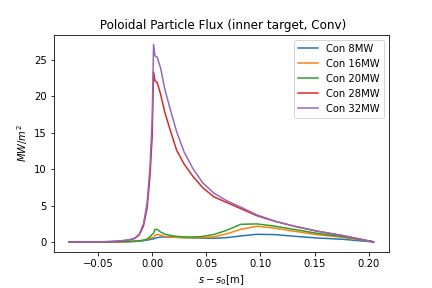 Poloidal Particle Flux (inner target, Conv)
MW/m²
25
20
15
10
5
0
Con 8MW
Con 16MW
Con 20MW
Con 28MW
Con 32MW
−0.05
0.00
0.05
0.10
0.15
0.20
s − s₀[m]